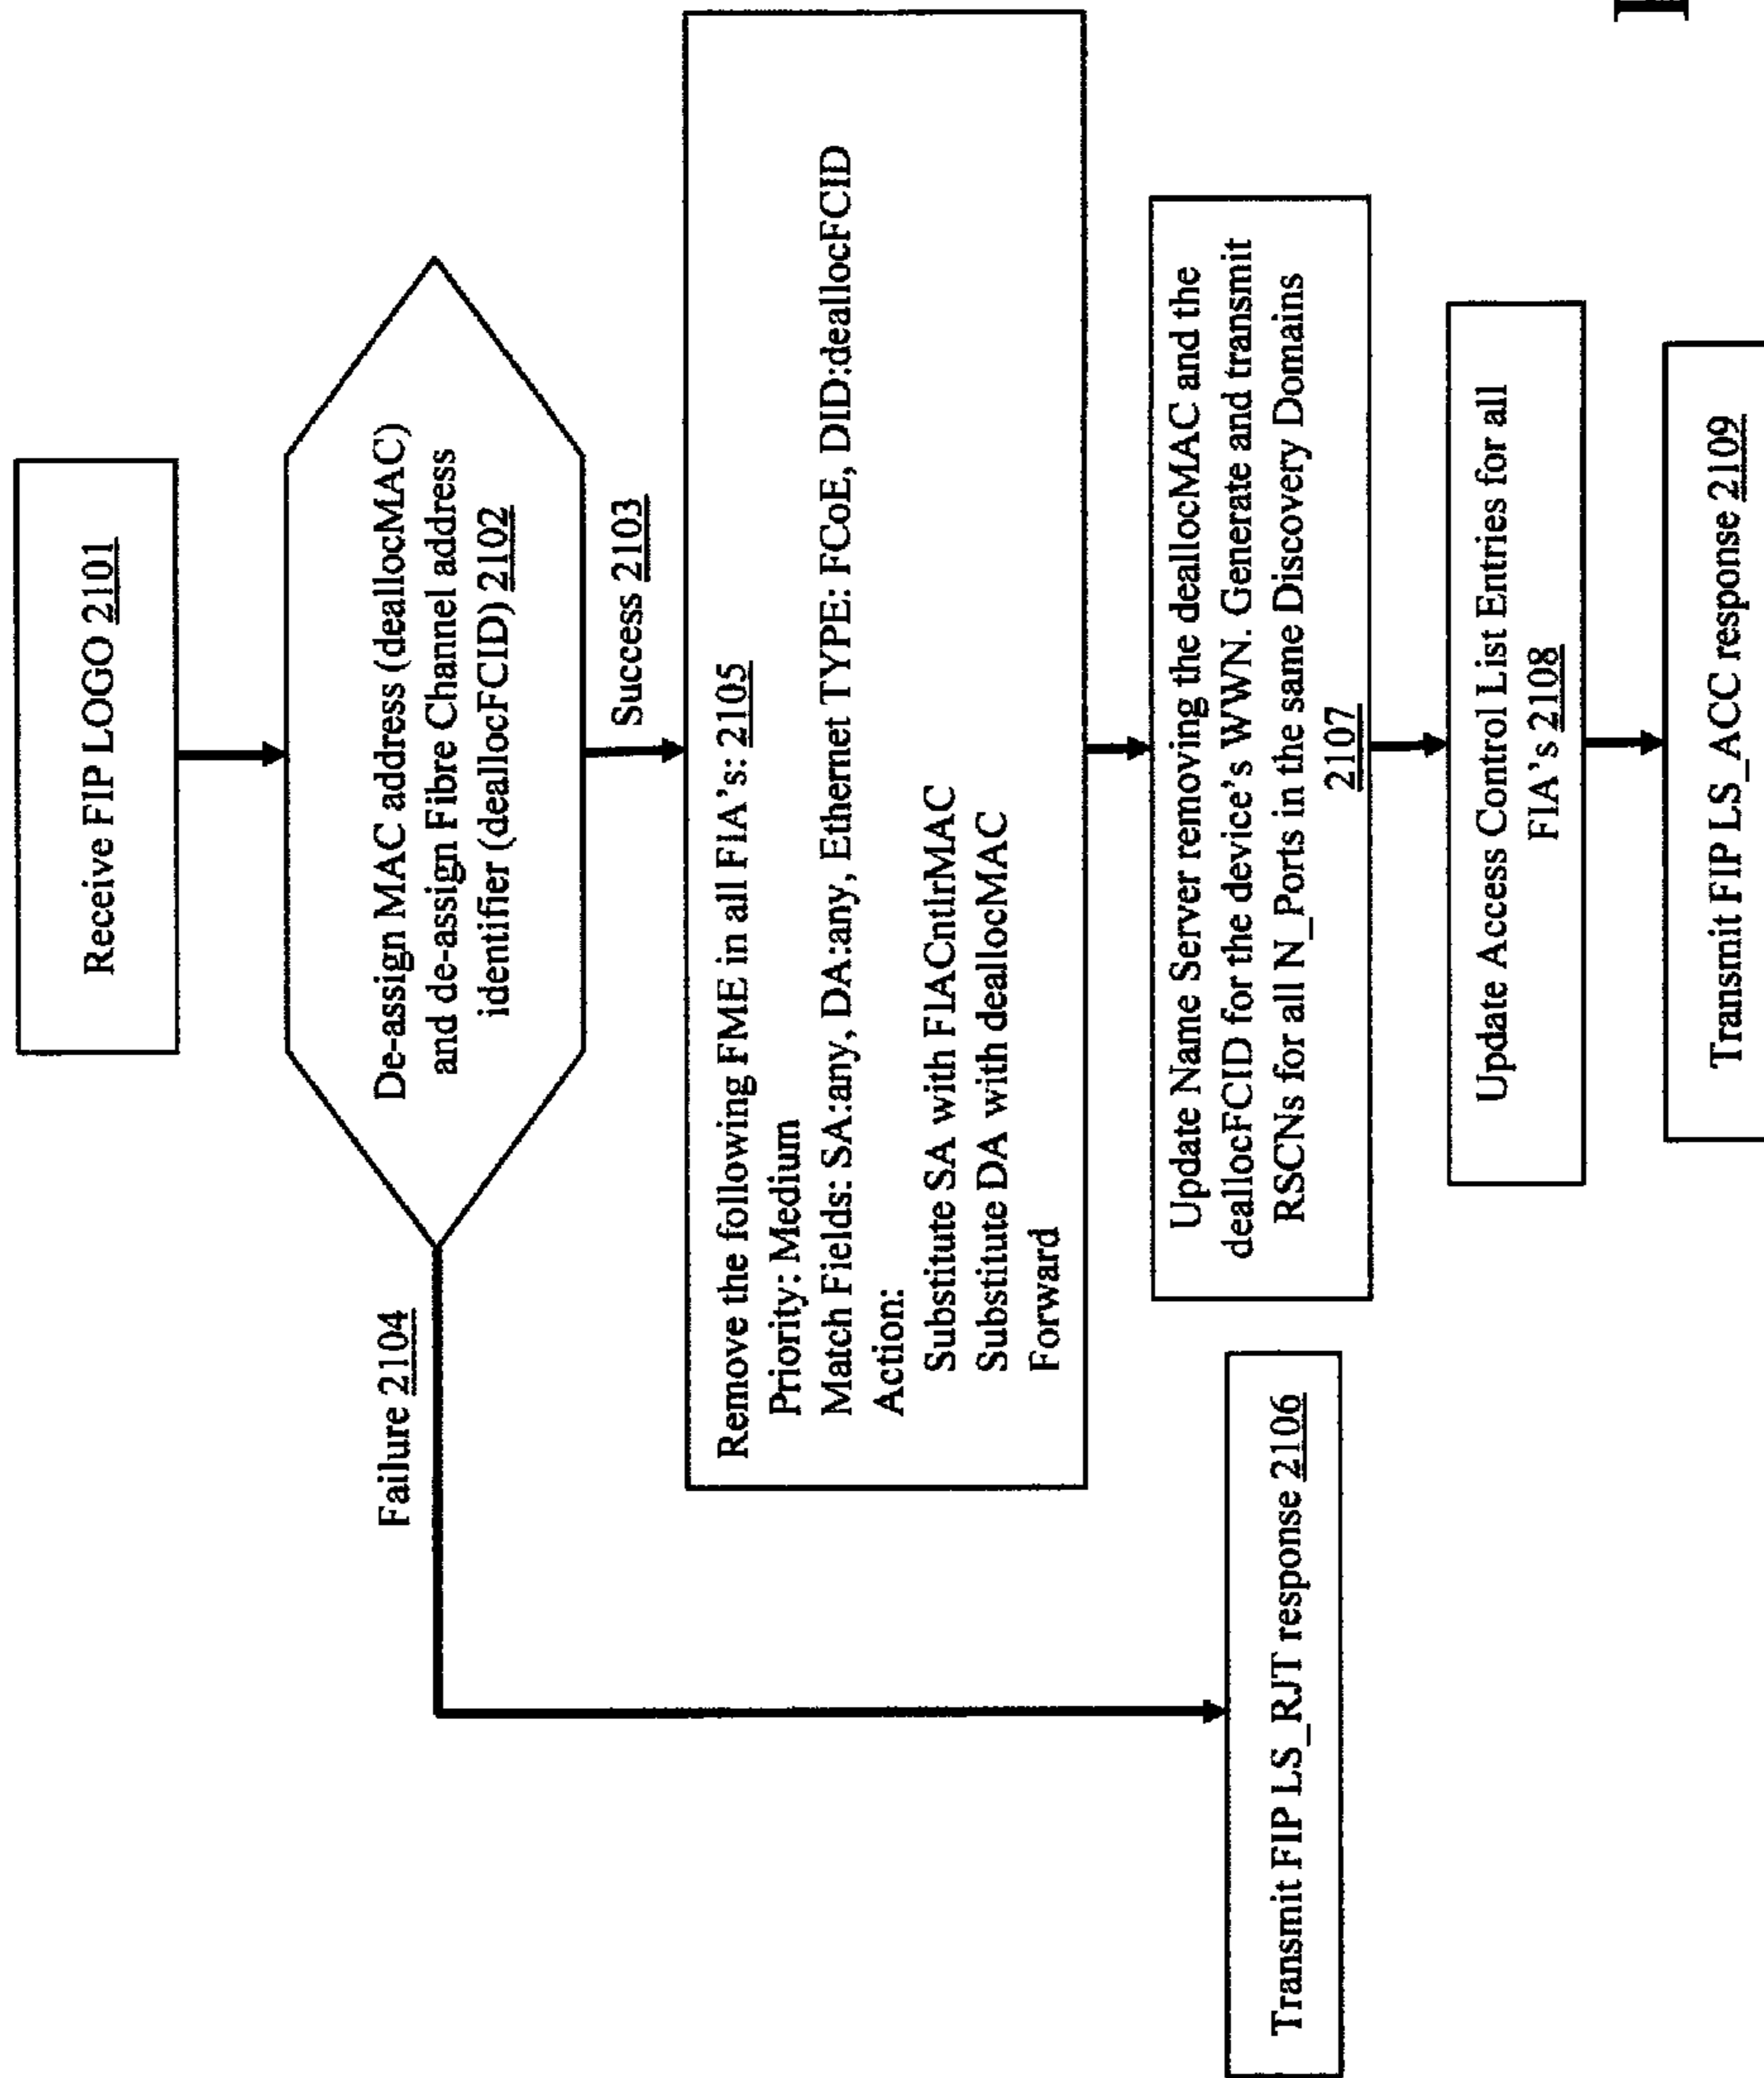 Receive FIP LOGO 2101
De-assign MAC address (deallocMAC)
and de-assign Fibre Channel address
identifier (deallocFCID) 2102
Success 2103
Failure 2104
Remove the following FME in all FIA's: 2105
Priority: Medium
Match Fields: SA:any, DA:any, Ethernet TYPE: FCoE, DID:deallocFCID
Action:
Substitute SA with FIACntlrMAC
Substitute DA with deallocMAC
Forward
Transmit FIP LS_RJT response 2106
Update Name Server removing the deallocMAC and the
deallocFCID for the device's WWN. Generate and transmit
RSCNs for all N_Ports in the same Discovery Domains
2107
Update Access Control List Entries for all
FIA's 2108
Transmit FIP LS_ACC response 2109